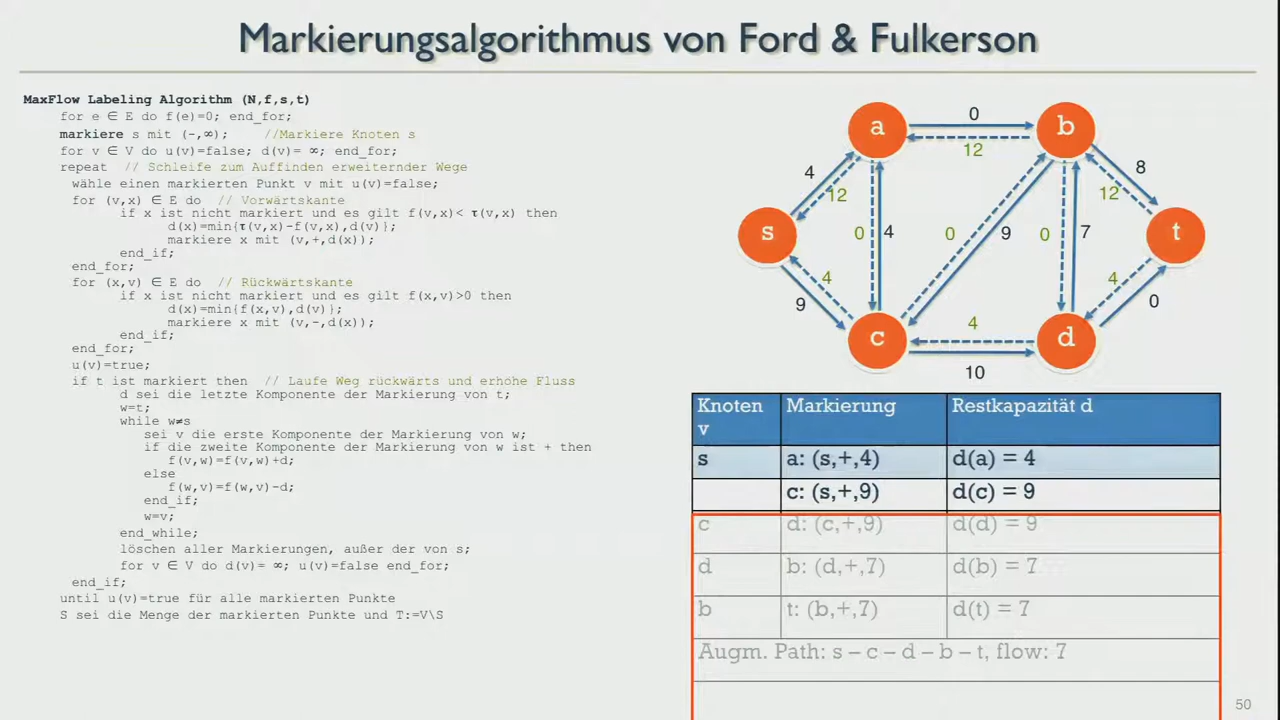 Markierungsalgorithmus von Ford & Fulkerson
MaxFlow Labeling Algorithm (N,f,s,t)
for e ∈ E do f(e)=0; end_for;
markiere s mit (-,∞); //Markiere Knoten s
for v ∈ V do u(v)=false; d(v)= ∞; end_for;
repeat // Schleife zum Auffinden erweiternder Wege
wähle einen markierten Punkt v mit u(v)=false;
for (v,x) ∈ E do // Vorwärtskante
if x ist nicht markiert und es gilt f(v,x)< τ(v,x) then
d(x)=min{τ(v,x)-f(v,x),d(v)};
markiere x mit (v,+,d(x));
end_if;
end_for;
for (x,v) ∈ E do // Rückwärtskante
if x ist nicht markiert und es gilt f(x,v)>0 then
d(x)=min{f(x,v),d(v)};
markiere x mit (v,-,d(x));
end_if;
end_for;
u(v)=true;
if t ist markiert then // Laufe Weg rückwärts und erhöhe Fluss
d sei die letzte Komponente der Markierung von t;
w=t;
while w≠s
sei v die erste Komponente der Markierung von w;
if die zweite Komponente der Markierung von w ist + then
f(v,w)=f(v,w)+d;
else
f(w,v)=f(w,v)-d;
end_if;
w=v;
end_while;
löschen aller Markierungen, außer der von s;
for v ∈ V do d(v)= ∞; u(v)=false end_for;
end_if;
until u(v)=true für alle markierten Punkte
S sei die Menge der markierten Punkte und T:=V\S
0
a b
12
4 8
12 12
s 0 4 0 9 0 7 t
4 4
9 0
4
c d
10
Knoten v Markierung Restkapazität d
s a: (s,+,4) d(a) = 4
c: (s,+,9) d(c) = 9
c d: (c,+,9) d(d) = 9
d b: (d,+,7) d(b) = 7
b t: (b,+,7) d(t) = 7
Augm. Path: s – c – d – b – t, flow: 7
50